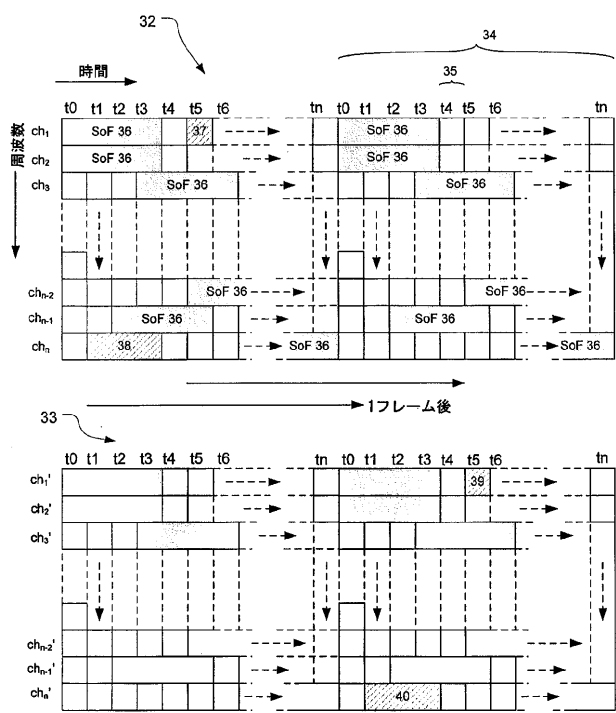 32
34
時間
35
t0 t1 t2 t3 t4 t5 t6 tn t0 t1 t2 t3 t4 t5 t6 tn
周波数
ch1 SoF 36 37 SoF 36
ch2 SoF 36 SoF 36
ch3 SoF 36 SoF 36
chn-2 SoF 36 SoF 36
chn-1 SoF 36 SoF 36
chn 38 SoF 36 SoF 36
1フレーム後
33
t0 t1 t2 t3 t4 t5 t6 tn t0 t1 t2 t3 t4 t5 t6 tn
ch1' 39
ch2'
ch3'
chn-2'
chn-1'
chn' 40